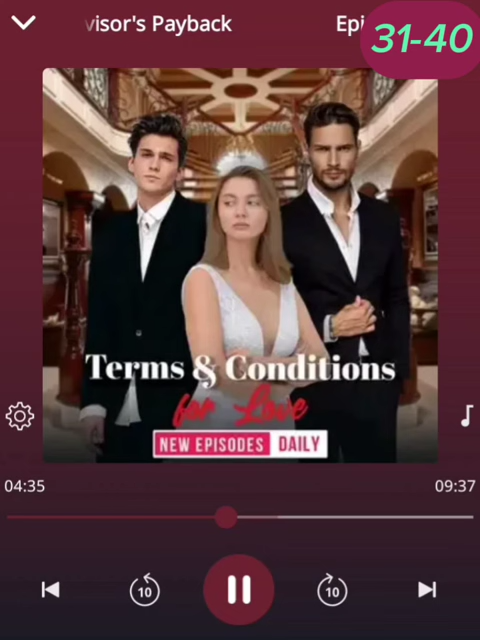 visor's Payback
Epi
31-40
Terms & Conditions
for Love
NEW EPISODES DAILY
04:35
09:37
10
10